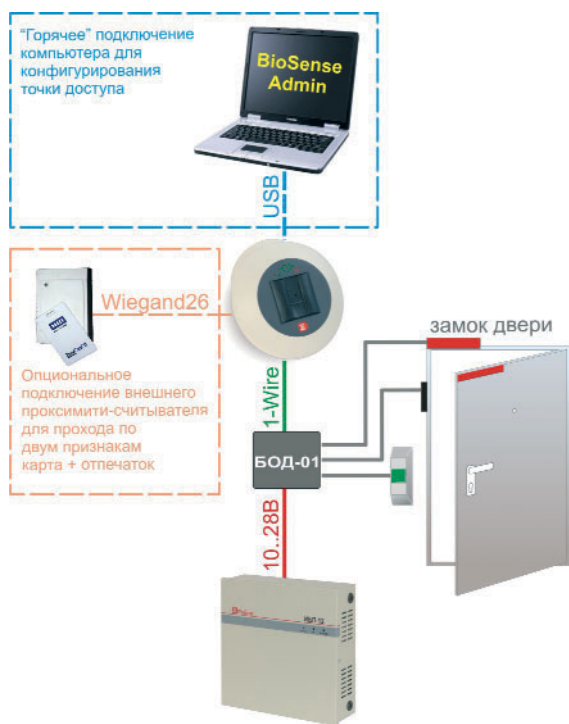 “Горячее” подключение
компьютера для
конфигурирования
точки доступа
BioSense
Admin
USB
Wiegand26
Опциональное
подключение внешнего
проксимити-считывателя
для прохода по
двум признакам
карта + отпечаток
1-Wire
замок двери
БОД-01
10..28В